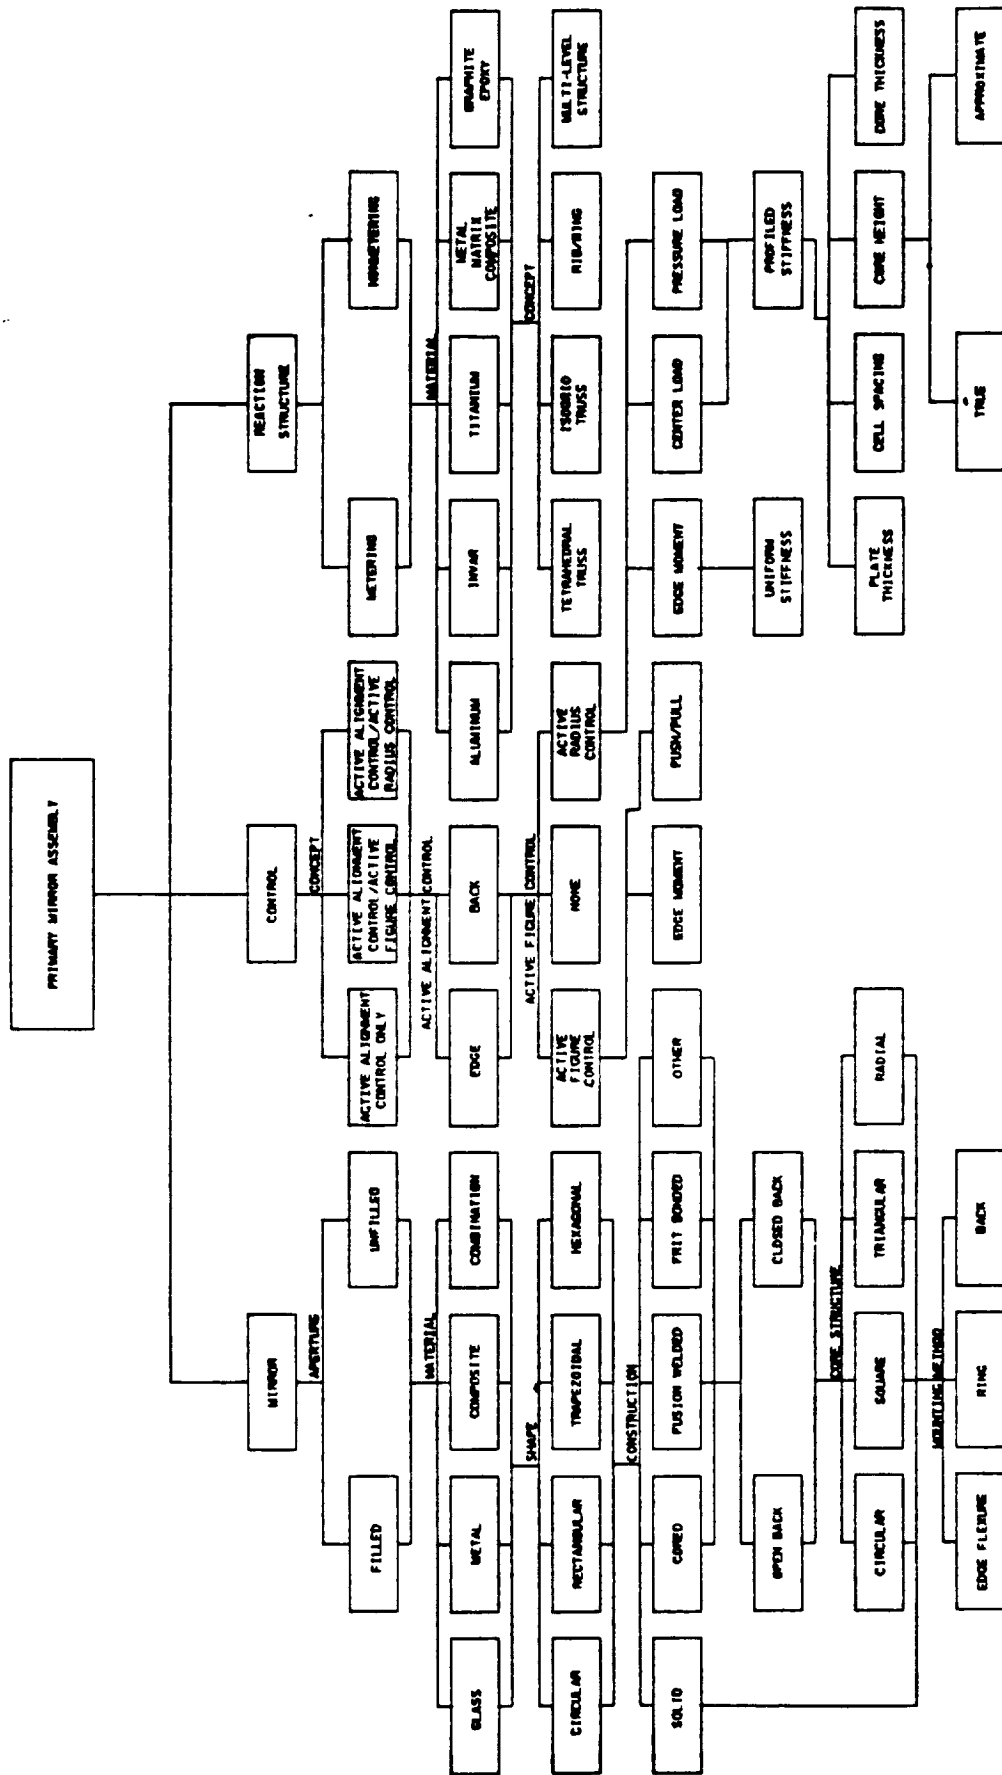 PRIMARY MIRROR ASSEMBLY
MIRROR
CONTROL
REACTION
STRUCTURE
APERTURE
CONCEPT
FILLED
UNFILLED
ACTIVE ALIGNMENT
CONTROL ONLY
ACTIVE ALIGNMENT
CONTROL/ACTIVE
FIGURE CONTROL
ACTIVE ALIGNMENT
CONTROL/ACTIVE
RADIUS CONTROL
METERING
NONMETERING
MATERIAL
ACTIVE ALIGNMENT CONTROL
MATERIAL
GLASS
METAL
COMPOSITE
COMBINATION
EDGE
BACK
ALUMINUM
INVAR
TITANIUM
METAL
MATRIX
COMPOSITE
GRAPHITE
EPOXY
SHAPE
ACTIVE FIGURE CONTROL
CONCEPT
CIRCULAR
RECTANGULAR
TRAPEZOIDAL
HEXAGONAL
ACTIVE
FIGURE
CONTROL
NONE
ACTIVE
RADIUS
CONTROL
TETRAHEDRAL
TRUSS
ISOGRID
TRUSS
RIB/RING
MULTI-LEVEL
STRUCTURE
CONSTRUCTION
SOLID
CORED
FUSION WELDED
FRIT BONDED
OTHER
EDGE MOMENT
PUSH/PULL
EDGE MOMENT
CENTER LOAD
PRESSURE LOAD
OPEN BACK
CLOSED BACK
UNIFORM
STIFFNESS
PROFILED
STIFFNESS
CORE STRUCTURE
CIRCULAR
SQUARE
TRIANGULAR
RADIAL
PLATE
THICKNESS
CELL SPACING
CORE HEIGHT
CORE THICKNESS
MOUNTING METHOD
EDGE FLEXURE
RING
BACK
TRUE
APPROXIMATE